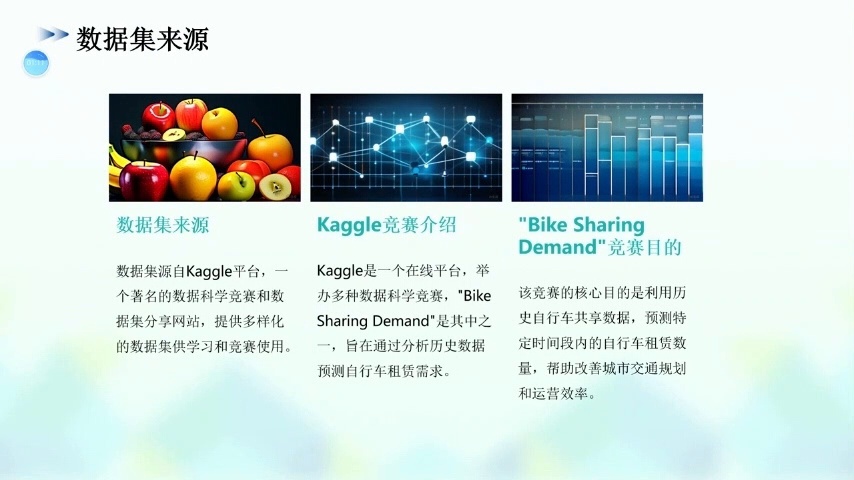 数据集来源
数据集来源
数据集源自Kaggle平台，一
个著名的数据科学竞赛和数
据集分享网站，提供多样化
的数据集供学习和竞赛使用。
Kaggle竞赛介绍
Kaggle是一个在线平台，举
办多种数据科学竞赛，"Bike
Sharing Demand"是其中之
一，旨在通过分析历史数据
预测自行车租赁需求。
"Bike Sharing
Demand"竞赛目的
该竞赛的核心目的是利用历
史自行车共享数据，预测特
定时间段内的自行车租赁数
量，帮助改善城市交通规划
和运营效率。